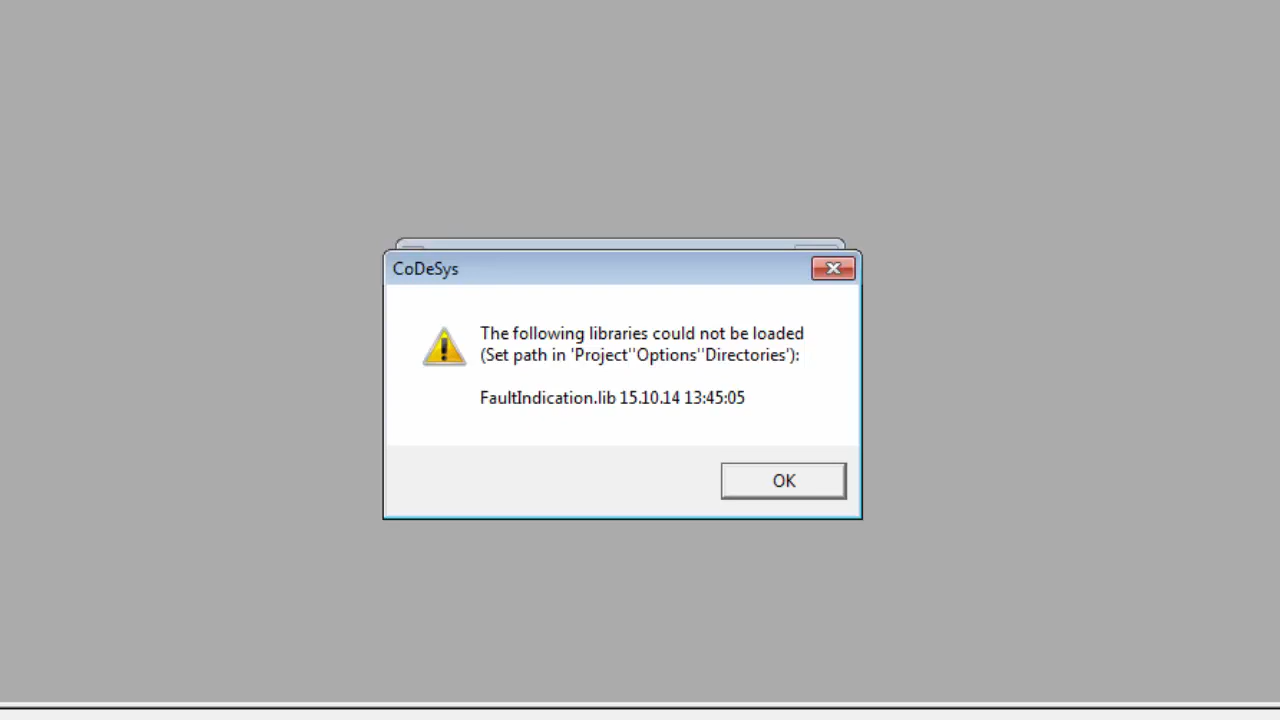 CoDeSys
The following libraries could not be loaded
(Set path in 'Project''Options''Directories'):
FaultIndication.lib 15.10.14 13:45:05
OK